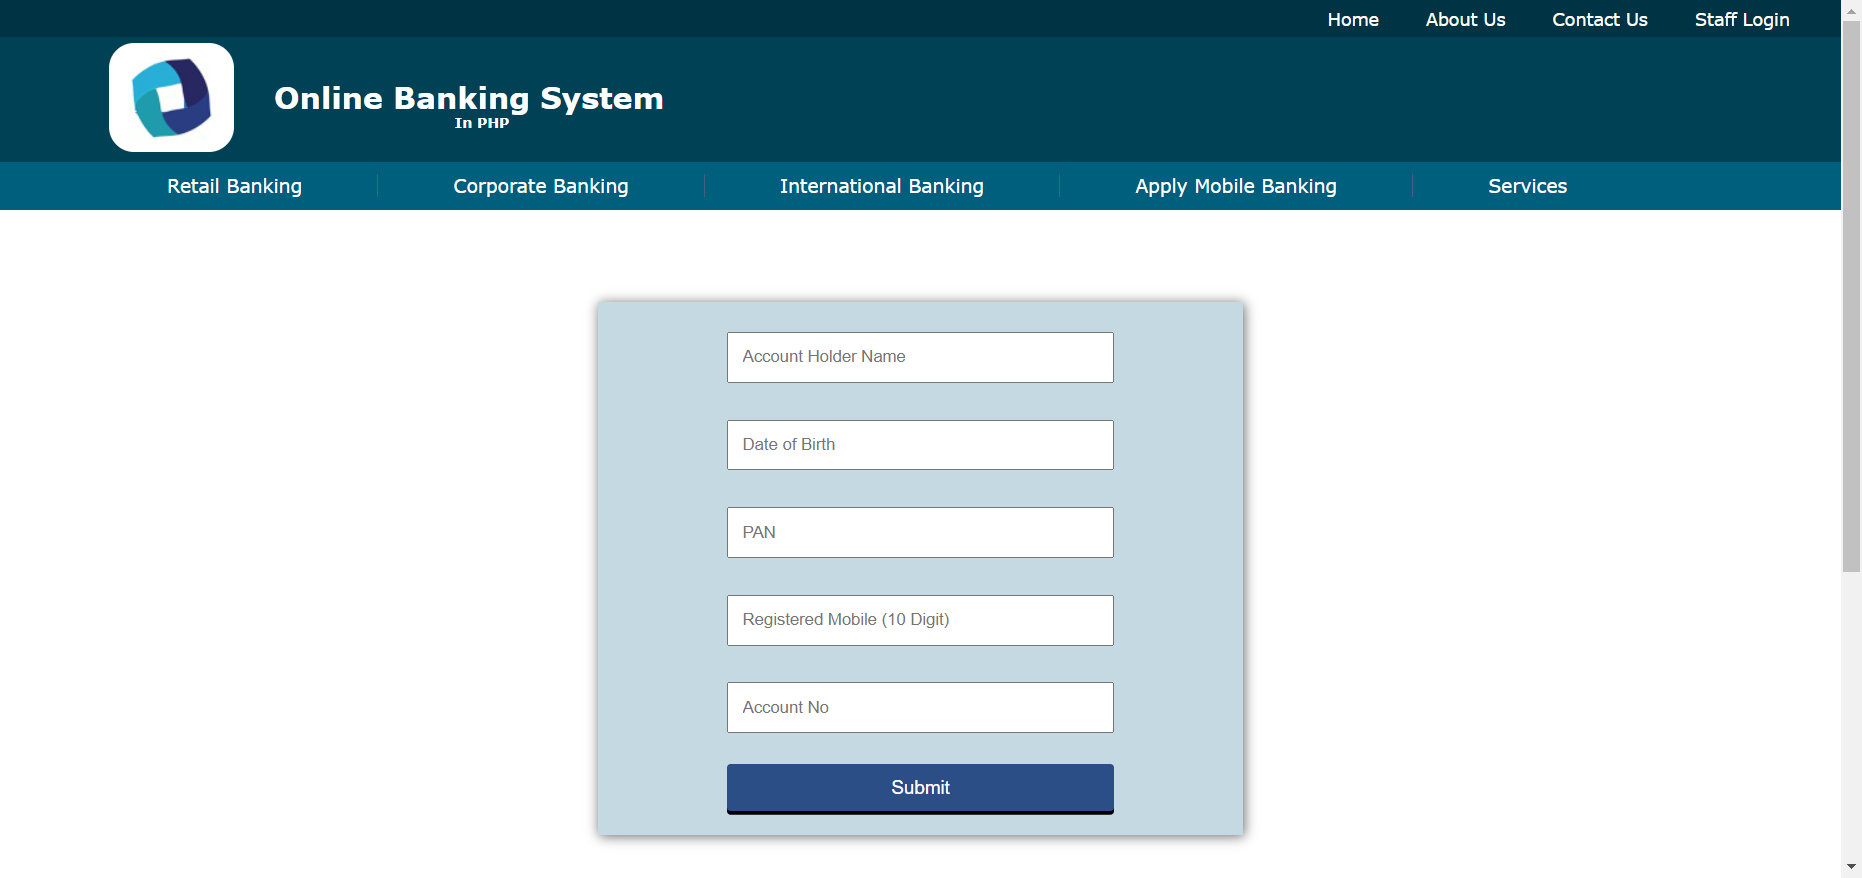 Home About Us Contact Us Staff Login
Online Banking System
In PHP
Retail Banking Corporate Banking International Banking Apply Mobile Banking Services
Account Holder Name
Date of Birth
PAN
Registered Mobile (10 Digit)
Account No
Submit